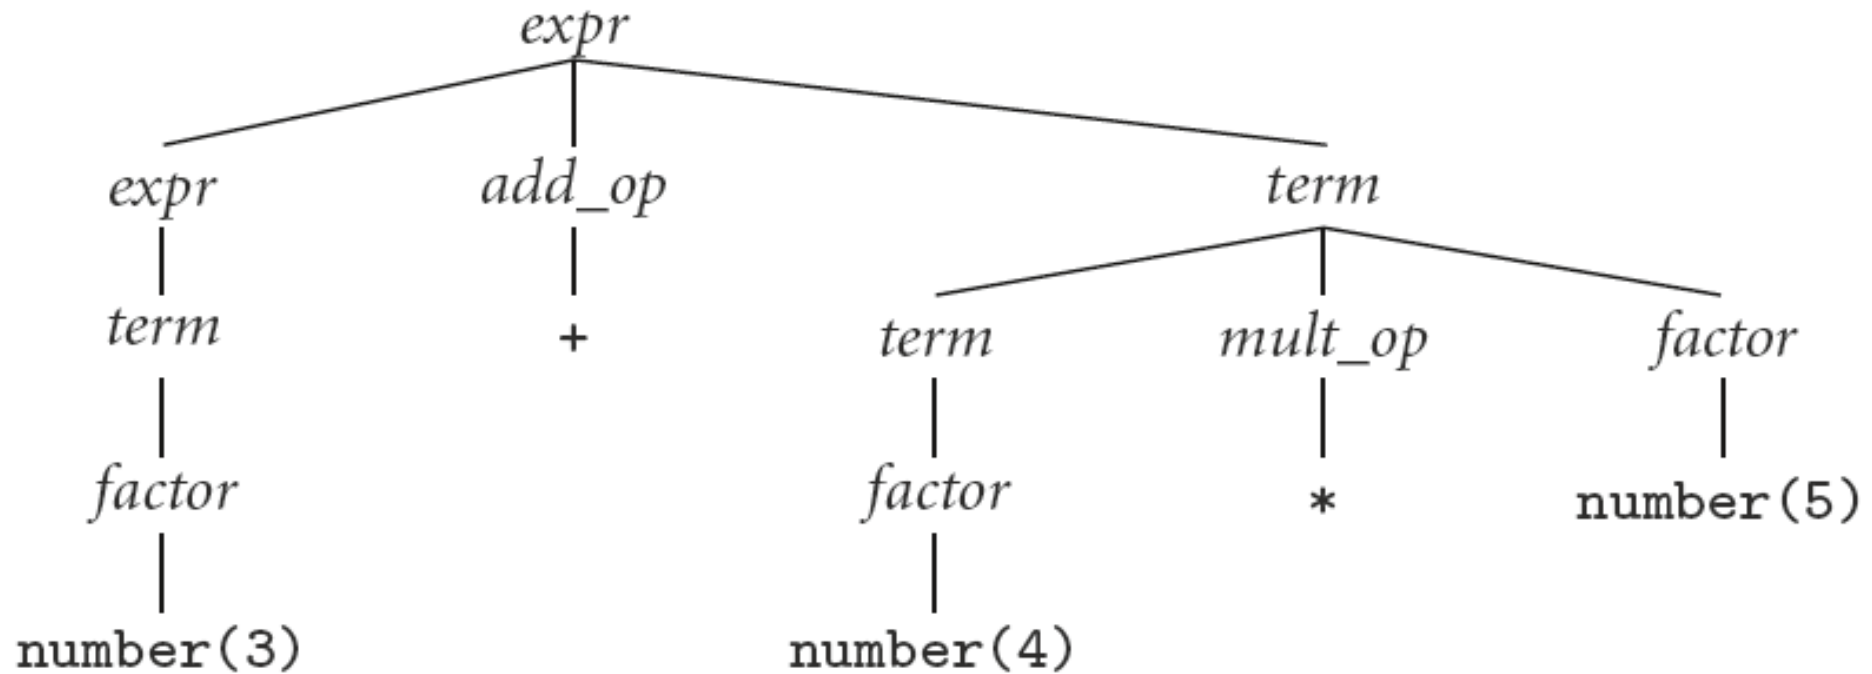 expr
expr add_op term
term + term mult_op factor
factor factor * number(5)
number(3) number(4)